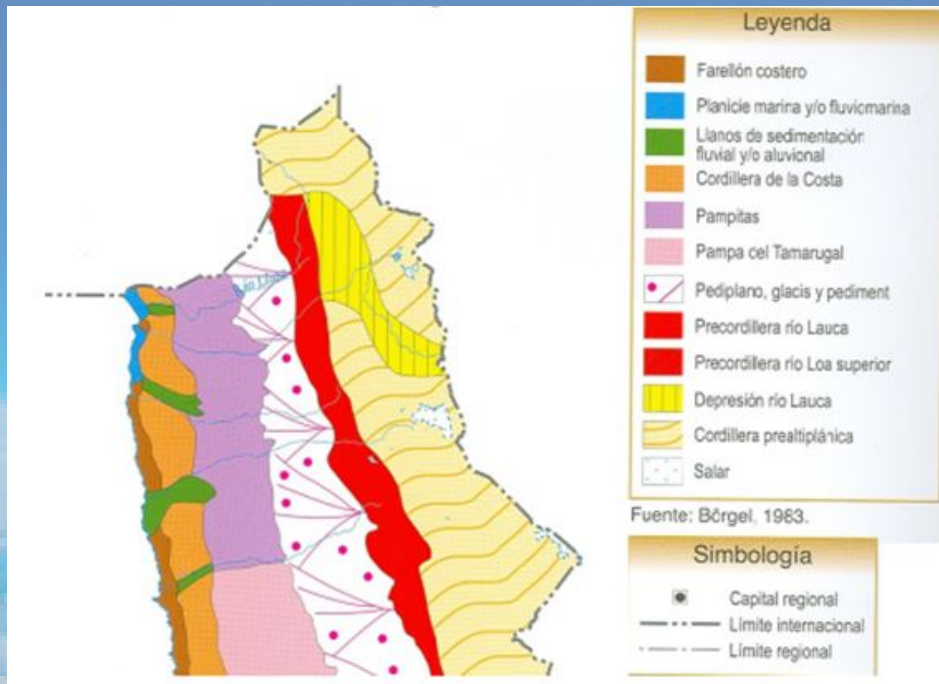 Leyenda
Farellón costero
Planicie marina y/o fluviomarina
Llanos de sedimentación
fluvial y/o aluvional
Cordillera de la Costa
Pampitas
Pampa del Tamarugal
Pediplano, glacis y pediment
Precordillera río Lauca
Precordillera río Loa superior
Depresión río Lauca
Cordillera prealtiplánica
Salar
Fuente: Börgel, 1983.
Simbología
Capital regional
Límite internacional
Límite regional
Río Lluta